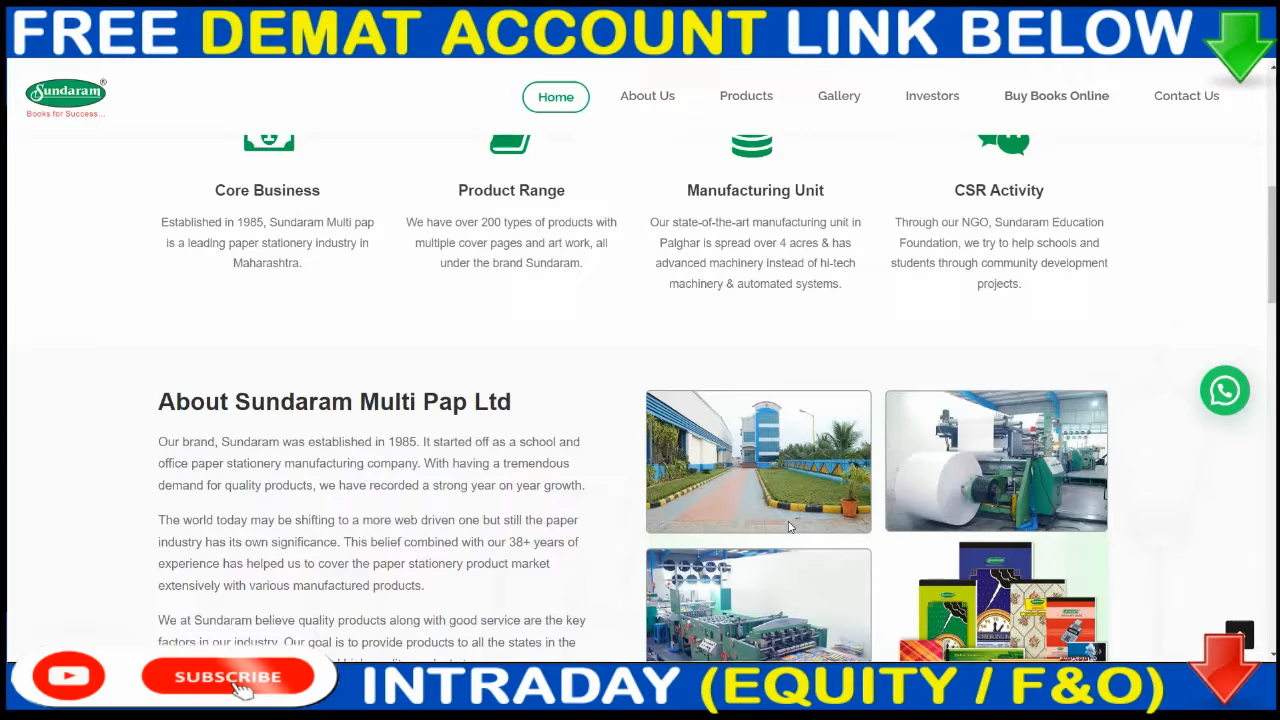 FREE DEMAT ACCOUNT LINK BELOW
Sundaram®
Books for Success...
Home
About Us
Products
Gallery
Investors
Buy Books Online
Contact Us
Core Business
Established in 1985, Sundaram Multi pap
is a leading paper stationery industry in
Maharashtra.
Product Range
We have over 200 types of products with
multiple cover pages and art work, all
under the brand Sundaram.
Manufacturing Unit
Our state-of-the-art manufacturing unit in
Palghar is spread over 4 acres & has
advanced machinery instead of hi-tech
machinery & automated systems.
CSR Activity
Through our NGO, Sundaram Education
Foundation, we try to help schools and
students through community development
projects.
About Sundaram Multi Pap Ltd
Our brand, Sundaram was established in 1985. It started off as a school and
office paper stationery manufacturing company. With having a tremendous
demand for quality products, we have recorded a strong year on year growth.
The world today may be shifting to a more web driven one but still the paper
industry has its own significance. This belief combined with our 38+ years of
experience has helped us to cover the paper stationery product market
extensively with various manufactured products.
We at Sundaram believe quality products along with good service are the key
factors in our industry. Our goal is to provide products to all the states in the
SUBSCRIBE
INTRADAY (EQUITY / F&O)